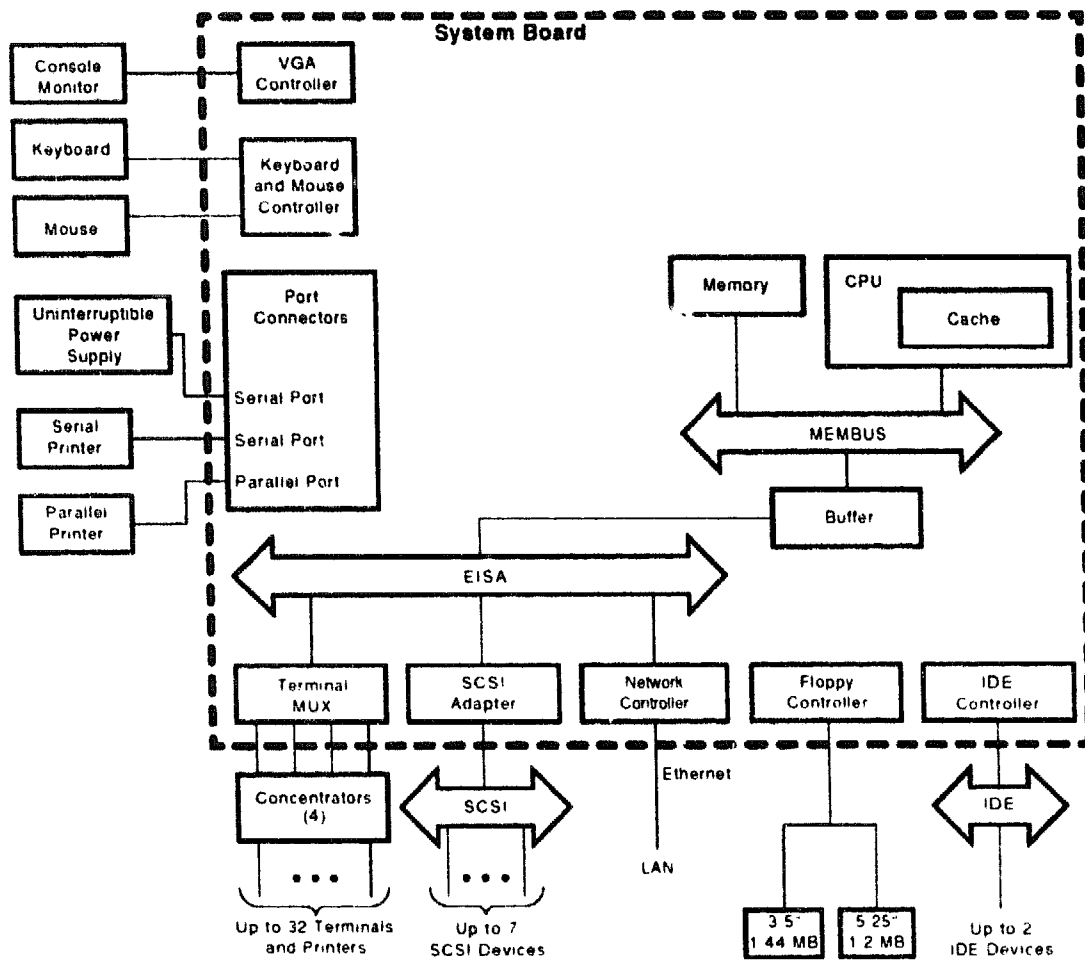 System Board
Console
Monitor
VGA
Controller
Keyboard
Mouse
Keyboard
and Mouse
Controller
Uninterruptible
Power
Supply
Serial
Printer
Parallel
Printer
Port
Connectors
Serial Port
Serial Port
Parallel Port
Memory
CPU
Cache
MEMBUS
Buffer
EISA
Terminal
MUX
SCSI
Adapter
Network
Controller
Floppy
Controller
IDE
Controller
Concentrators
(4)
SCSI
Ethernet
LAN
IDE
Up to 32 Terminals
and Printers
Up to 7
SCSI Devices
3 5"
1 44 MB
5 25"
1 2 MB
Up to 2
IDE Devices